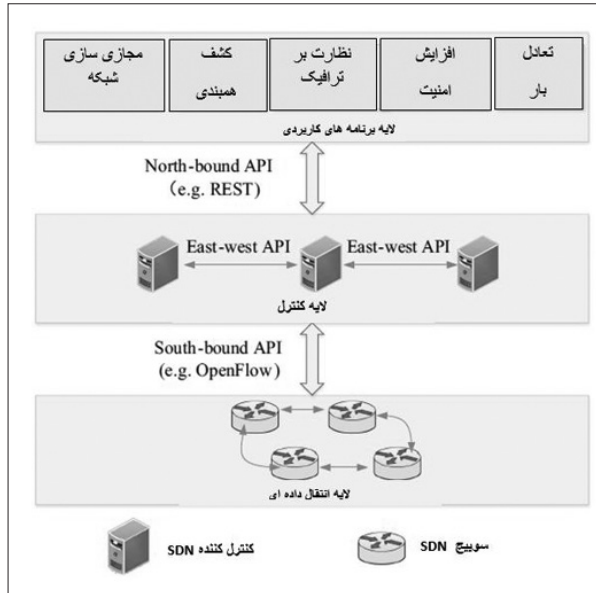 تعادل بار
افزایش امنیت
نظارت بر ترافیک
کشف همبندی
مجازی سازی شبکه
لایه برنامه های کاربردی
North-bound API
(e.g. REST)
East-west API
East-west API
لایه کنترل
South-bound API
(e.g. OpenFlow)
لایه انتقال داده ای
سوییچ SDN
کنترل کننده SDN